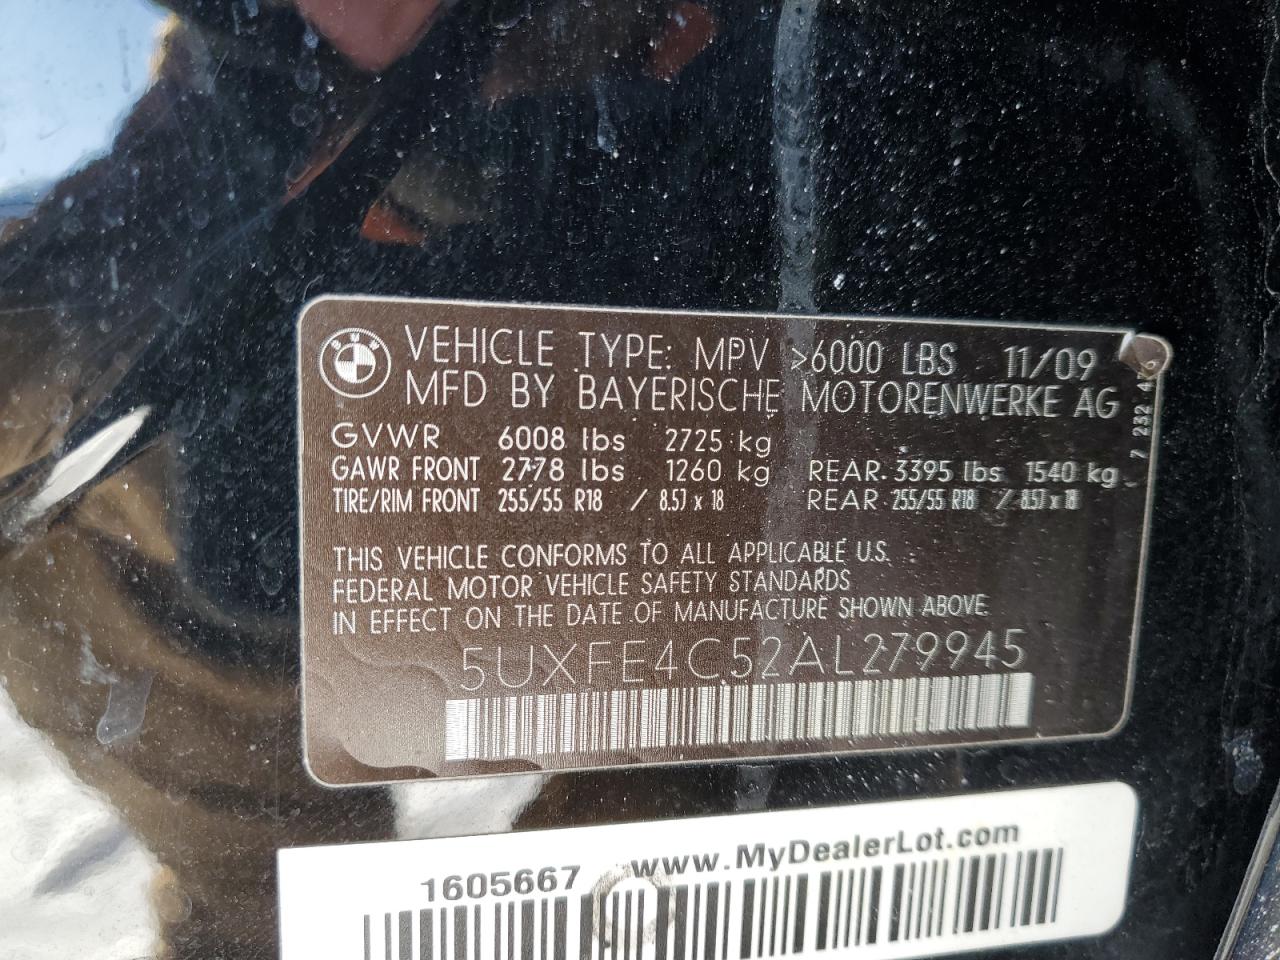 BMW
VEHICLE TYPE: MPV >6000 LBS 11/09
MFD BY BAYERISCHE MOTORENWERKE AG
GVWR 6008 lbs 2725 kg
GAWR FRONT 2778 lbs 1260 kg REAR. 3395 lbs 1540 kg
TIRE/RIM FRONT 255/55 R18 / 8.5J x 18 REAR 255/55 R18 / 8.5J x 18
7 232
THIS VEHICLE CONFORMS TO ALL APPLICABLE U.S.
FEDERAL MOTOR VEHICLE SAFETY STANDARDS
IN EFFECT ON THE DATE OF MANUFACTURE SHOWN ABOVE
5UXFE4C52AL279945
1605667 www.MyDealerLot.com